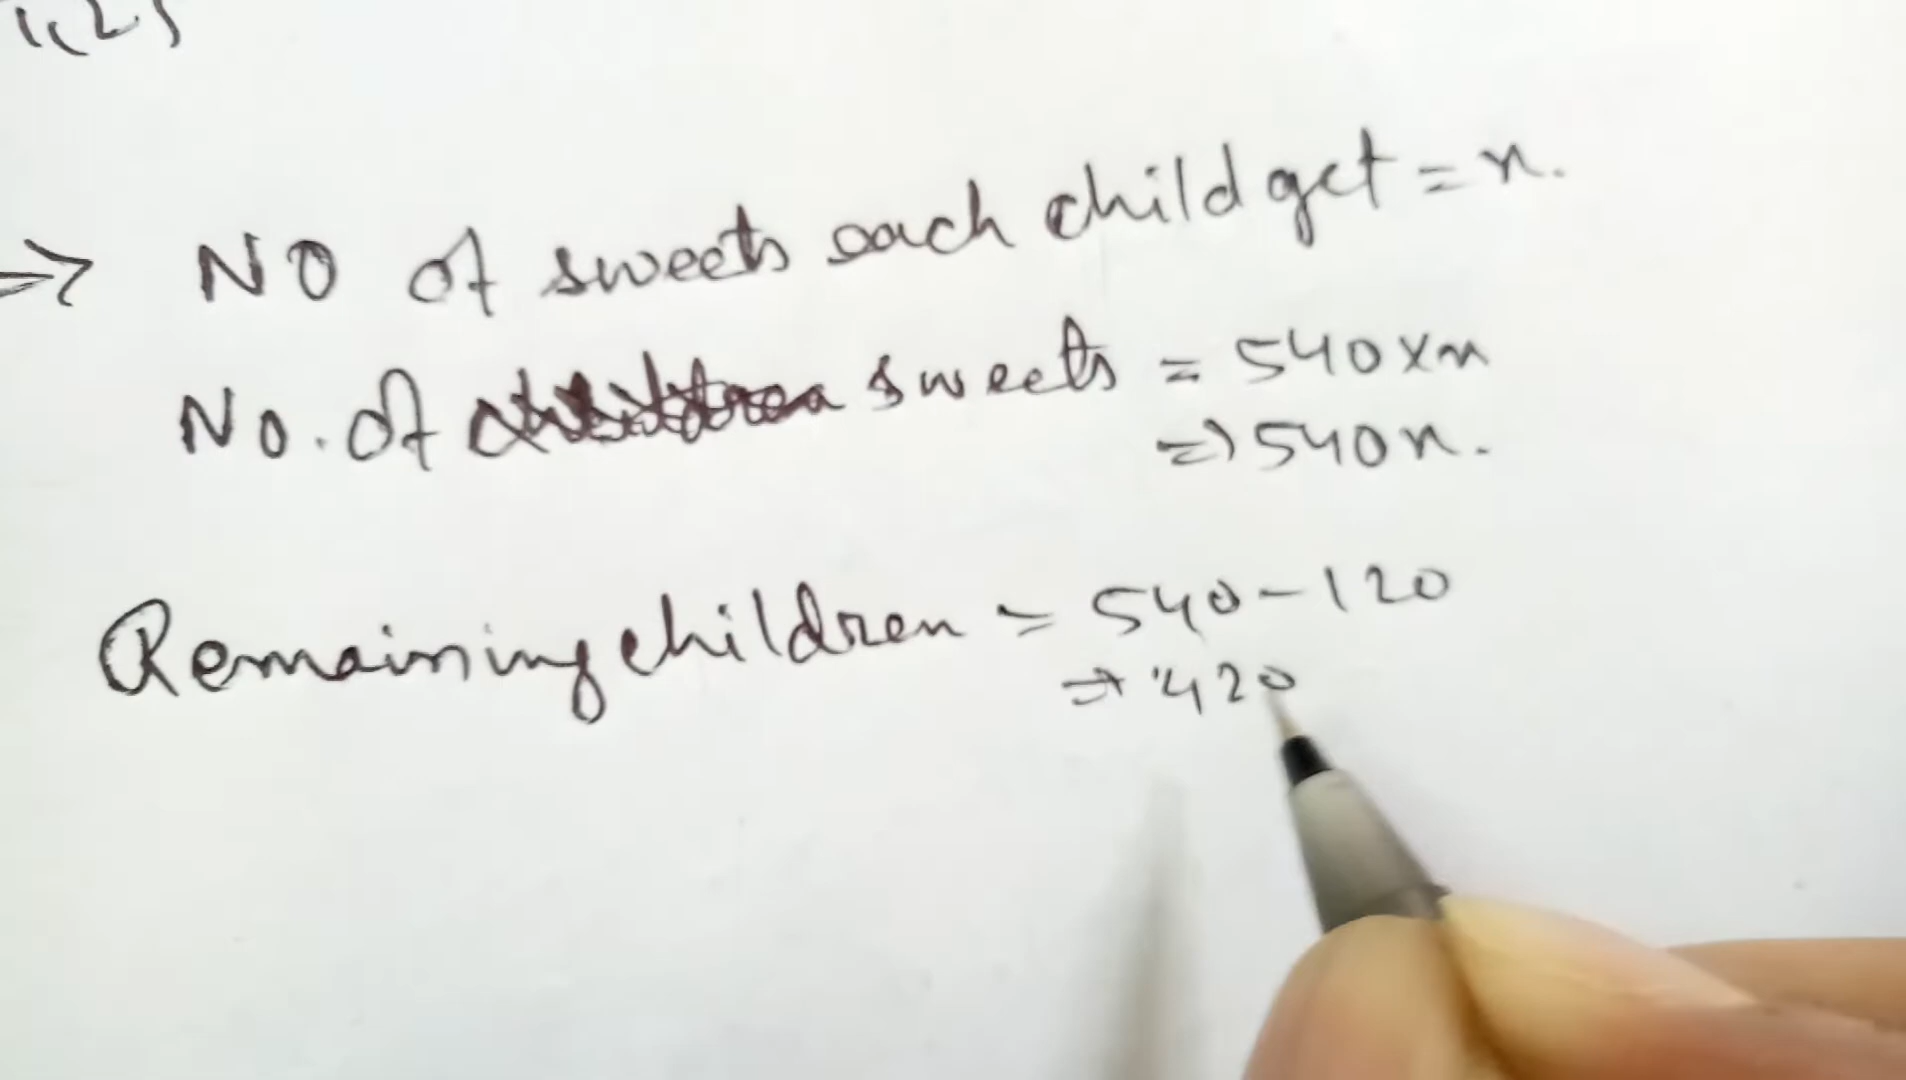 ⇒ NO of sweets each child get = x.
No. of sweets = 540 x x
⇒ 540x.
Remaining children = 540 - 120
⇒ 420